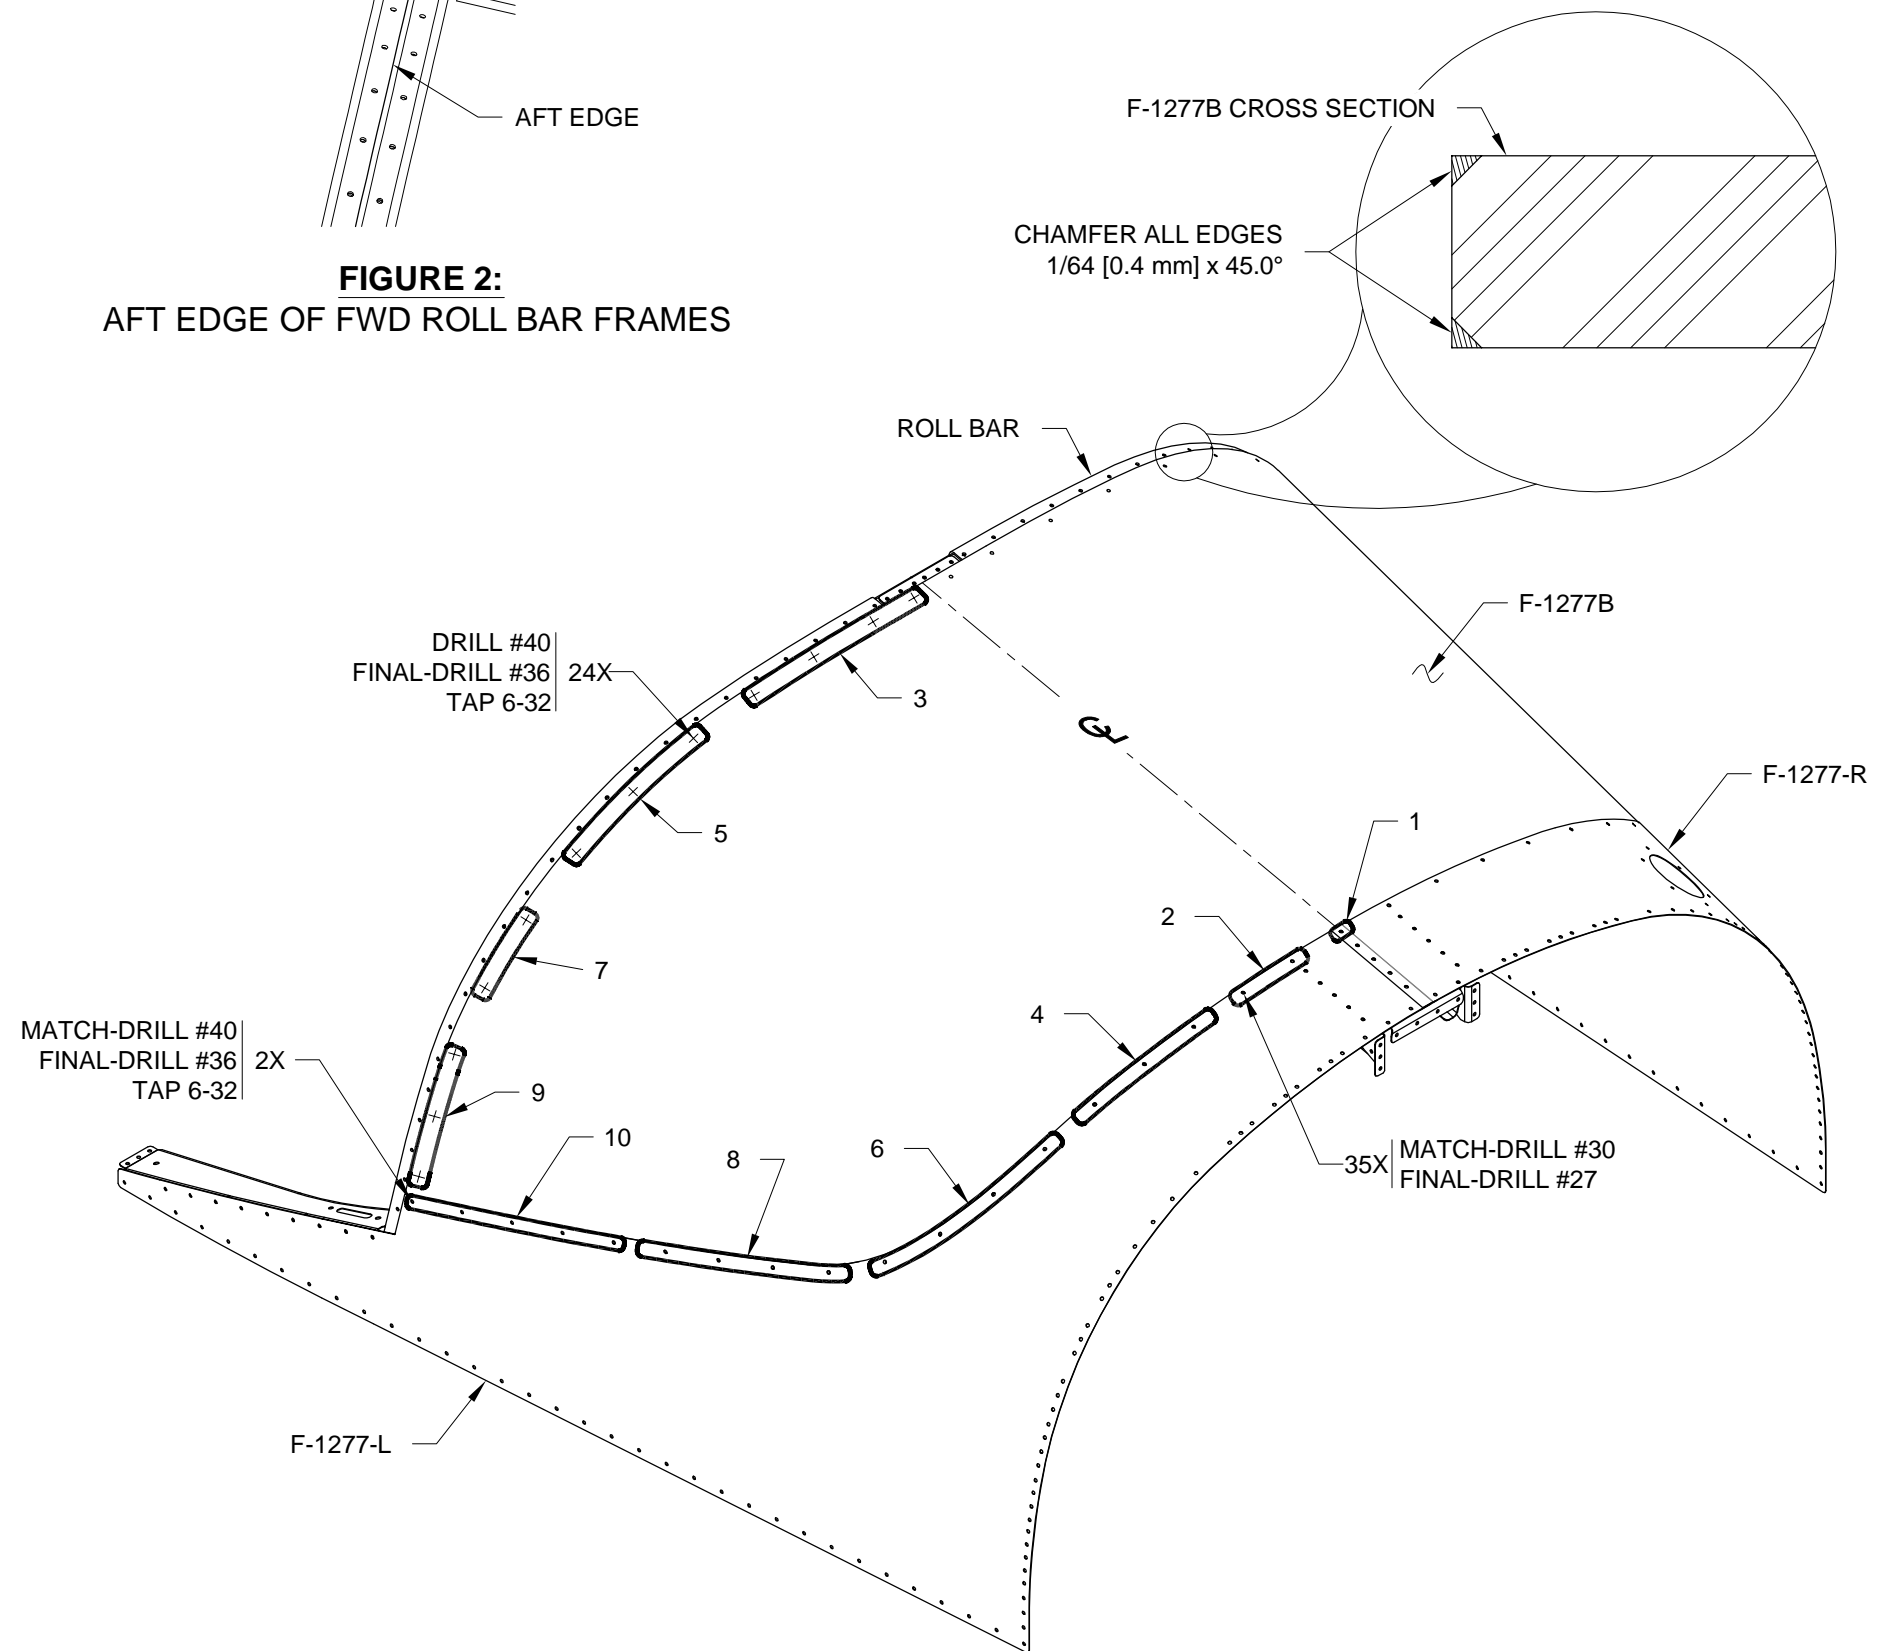 AFT EDGE
FIGURE 2:
AFT EDGE OF FWD ROLL BAR FRAMES
F-1277B CROSS SECTION
CHAMFER ALL EDGES
1/64 [0.4 mm] x 45.0°
ROLL BAR
F-1277B
DRILL #40
FINAL-DRILL #36
TAP 6-32
24X
3
CL
F-1277-R
5
1
2
7
4
MATCH-DRILL #40
FINAL-DRILL #36
TAP 6-32
2X
9
10
8
6
35X
MATCH-DRILL #30
FINAL-DRILL #27
F-1277-L